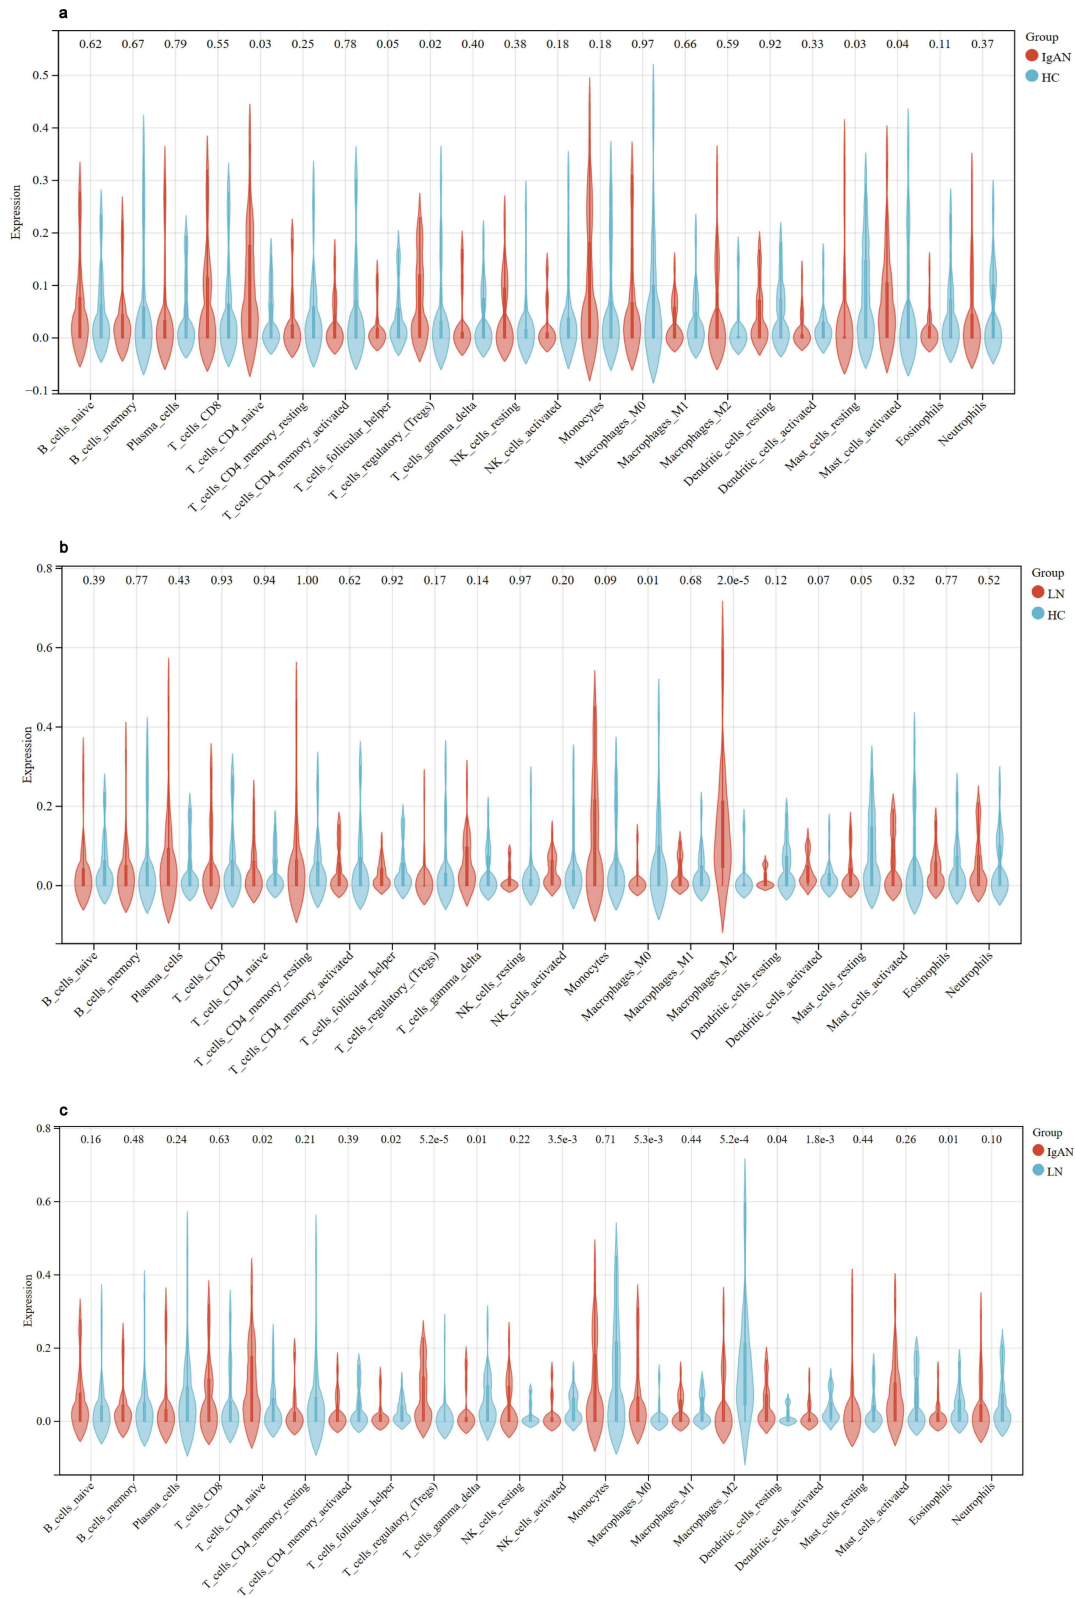 a
0.62 0.67 0.79 0.55 0.03 0.25 0.78 0.05 0.02 0.40 0.38 0.18 0.18 0.97 0.66 0.59 0.92 0.33 0.03 0.04 0.11 0.37
Group
IgAN
HC
Expression
0.5
0.4
0.3
0.2
0.1
0.0
−0.1
B_cells_naive
B_cells_memory
Plasma_cells
T_cells_CD8
T_cells_CD4_naive
T_cells_CD4_memory_resting
T_cells_CD4_memory_activated
T_cells_follicular_helper
T_cells_regulatory_(Tregs)
T_cells_gamma_delta
NK_cells_resting
NK_cells_activated
Monocytes
Macrophages_M0
Macrophages_M1
Macrophages_M2
Dendritic_cells_resting
Dendritic_cells_activated
Mast_cells_resting
Mast_cells_activated
Eosinophils
Neutrophils
b
0.39 0.77 0.43 0.93 0.94 1.00 0.62 0.92 0.17 0.14 0.97 0.20 0.09 0.01 0.68 2.0e-5 0.12 0.07 0.05 0.32 0.77 0.52
Group
LN
HC
Expression
0.8
0.6
0.4
0.2
0.0
B_cells_naive
B_cells_memory
Plasma_cells
T_cells_CD8
T_cells_CD4_naive
T_cells_CD4_memory_resting
T_cells_CD4_memory_activated
T_cells_follicular_helper
T_cells_regulatory_(Tregs)
T_cells_gamma_delta
NK_cells_resting
NK_cells_activated
Monocytes
Macrophages_M0
Macrophages_M1
Macrophages_M2
Dendritic_cells_resting
Dendritic_cells_activated
Mast_cells_resting
Mast_cells_activated
Eosinophils
Neutrophils
c
0.16 0.48 0.24 0.63 0.02 0.21 0.39 0.02 5.2e-5 0.01 0.22 3.5e-3 0.71 5.3e-3 0.44 5.2e-4 0.04 1.8e-3 0.44 0.26 0.01 0.10
Group
IgAN
LN
Expression
0.8
0.6
0.4
0.2
0.0
B_cells_naive
B_cells_memory
Plasma_cells
T_cells_CD8
T_cells_CD4_naive
T_cells_CD4_memory_resting
T_cells_CD4_memory_activated
T_cells_follicular_helper
T_cells_regulatory_(Tregs)
T_cells_gamma_delta
NK_cells_resting
NK_cells_activated
Monocytes
Macrophages_M0
Macrophages_M1
Macrophages_M2
Dendritic_cells_resting
Dendritic_cells_activated
Mast_cells_resting
Mast_cells_activated
Eosinophils
Neutrophils